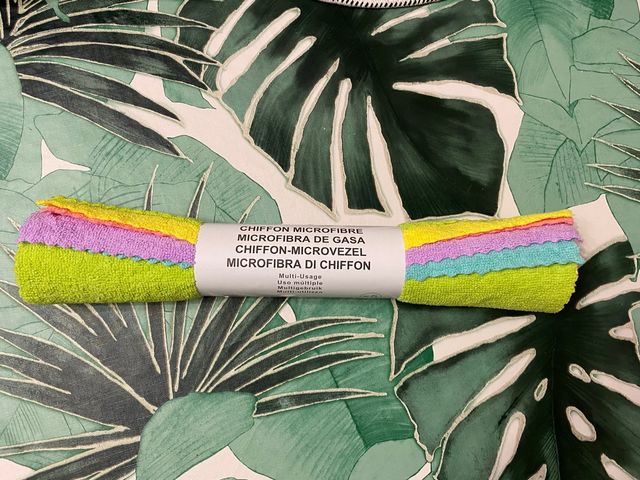 CHIFFON MICROFIBRE
MICROFIBRA DE GASA
CHIFFON-MICROVEZEL
MICROFIBRA DI CHIFFON
Multi-Usage
Uso múltiple
Multigebruik